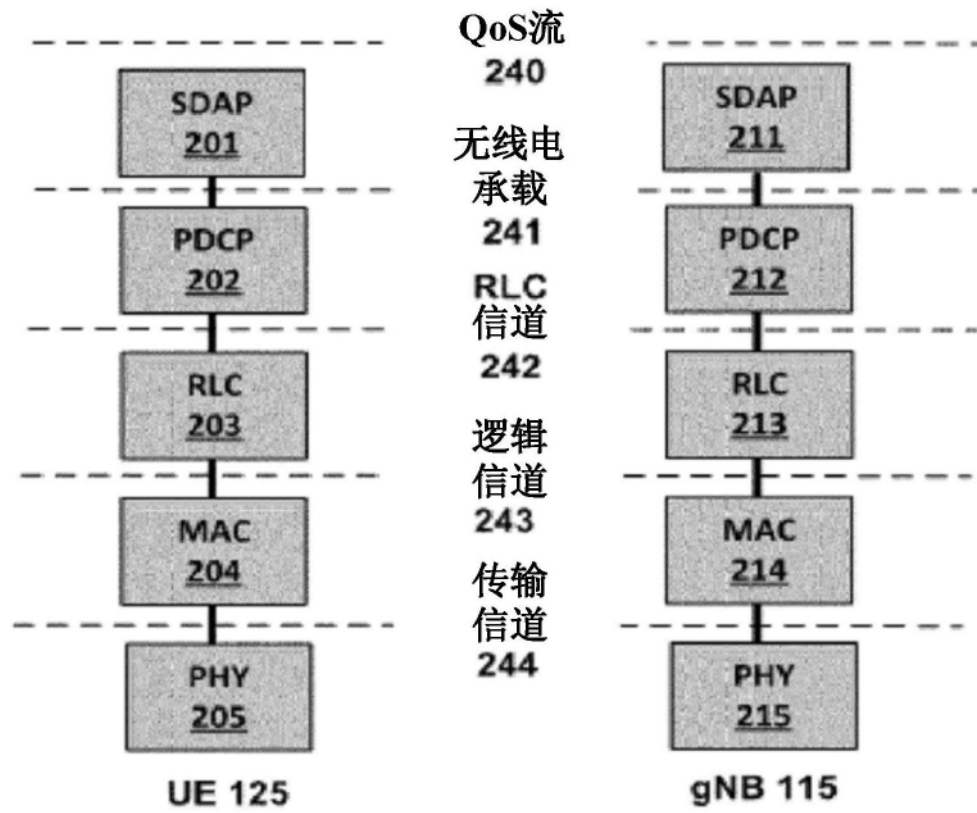 QoS流
240
SDAP
201
SDAP
211
无线电
承载
241
PDCP
202
PDCP
212
RLC
信道
242
RLC
203
RLC
213
逻辑
信道
243
MAC
204
MAC
214
传输
信道
244
PHY
205
PHY
215
UE 125
gNB 115